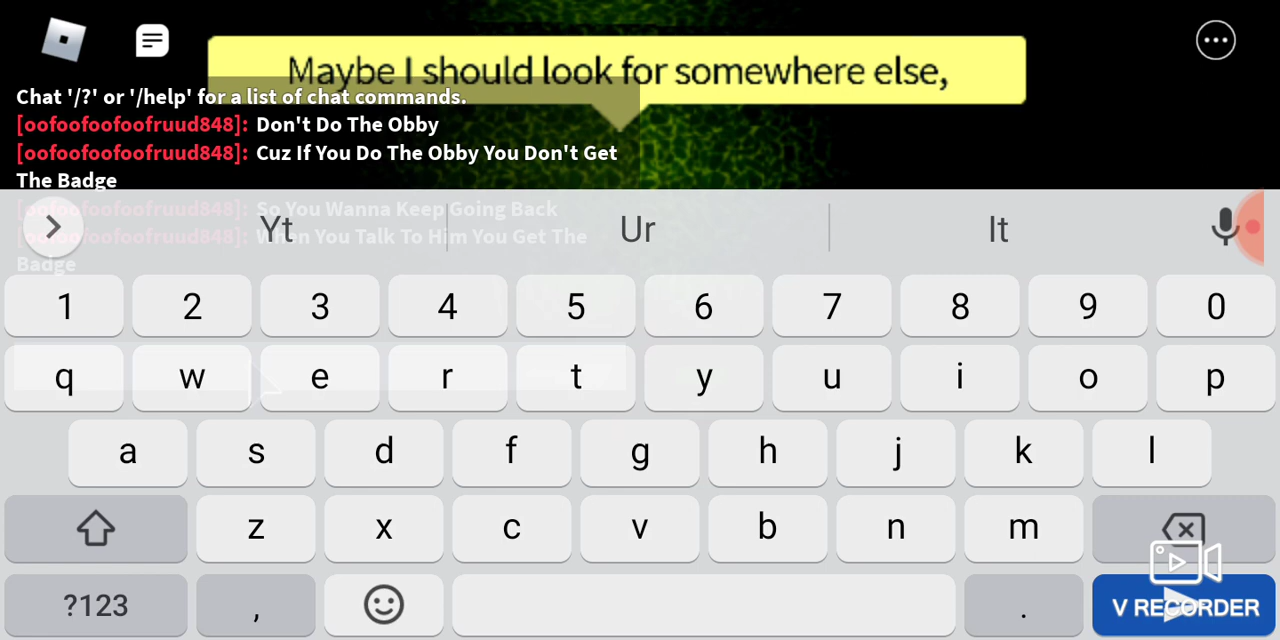 Maybe I should look for somewhere else,
Chat '/?' or '/help' for a list of chat commands.
[oofoofoofoofruud848]: Don't Do The Obby
[oofoofoofoofruud848]: Cuz If You Do The Obby You Don't Get
The Badge
[oofoofoofoofruud848]: So You Wanna Keep Going Back
[oofoofoofoofruud848]: When You Talk To Him You Get The
Badge
Yt Ur It
1 2 3 4 5 6 7 8 9 0
q w e r t y u i o p
a s d f g h j k l
z x c v b n m
?123 , .
V RECORDER